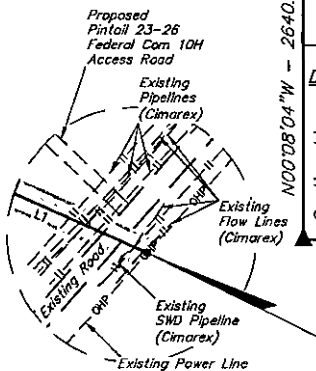 Proposed
Pintail 23-26
Federal Com 10H
Access Road
Existing
Pipelines
(Cimarex)
OHP
L1
Existing
Flow Lines
(Cimarex)
Existing Road
OHP
OHP
Existing
SWD Pipeline
(Cimarex)
Existing Power Line
N00°08'04"W - 2640.